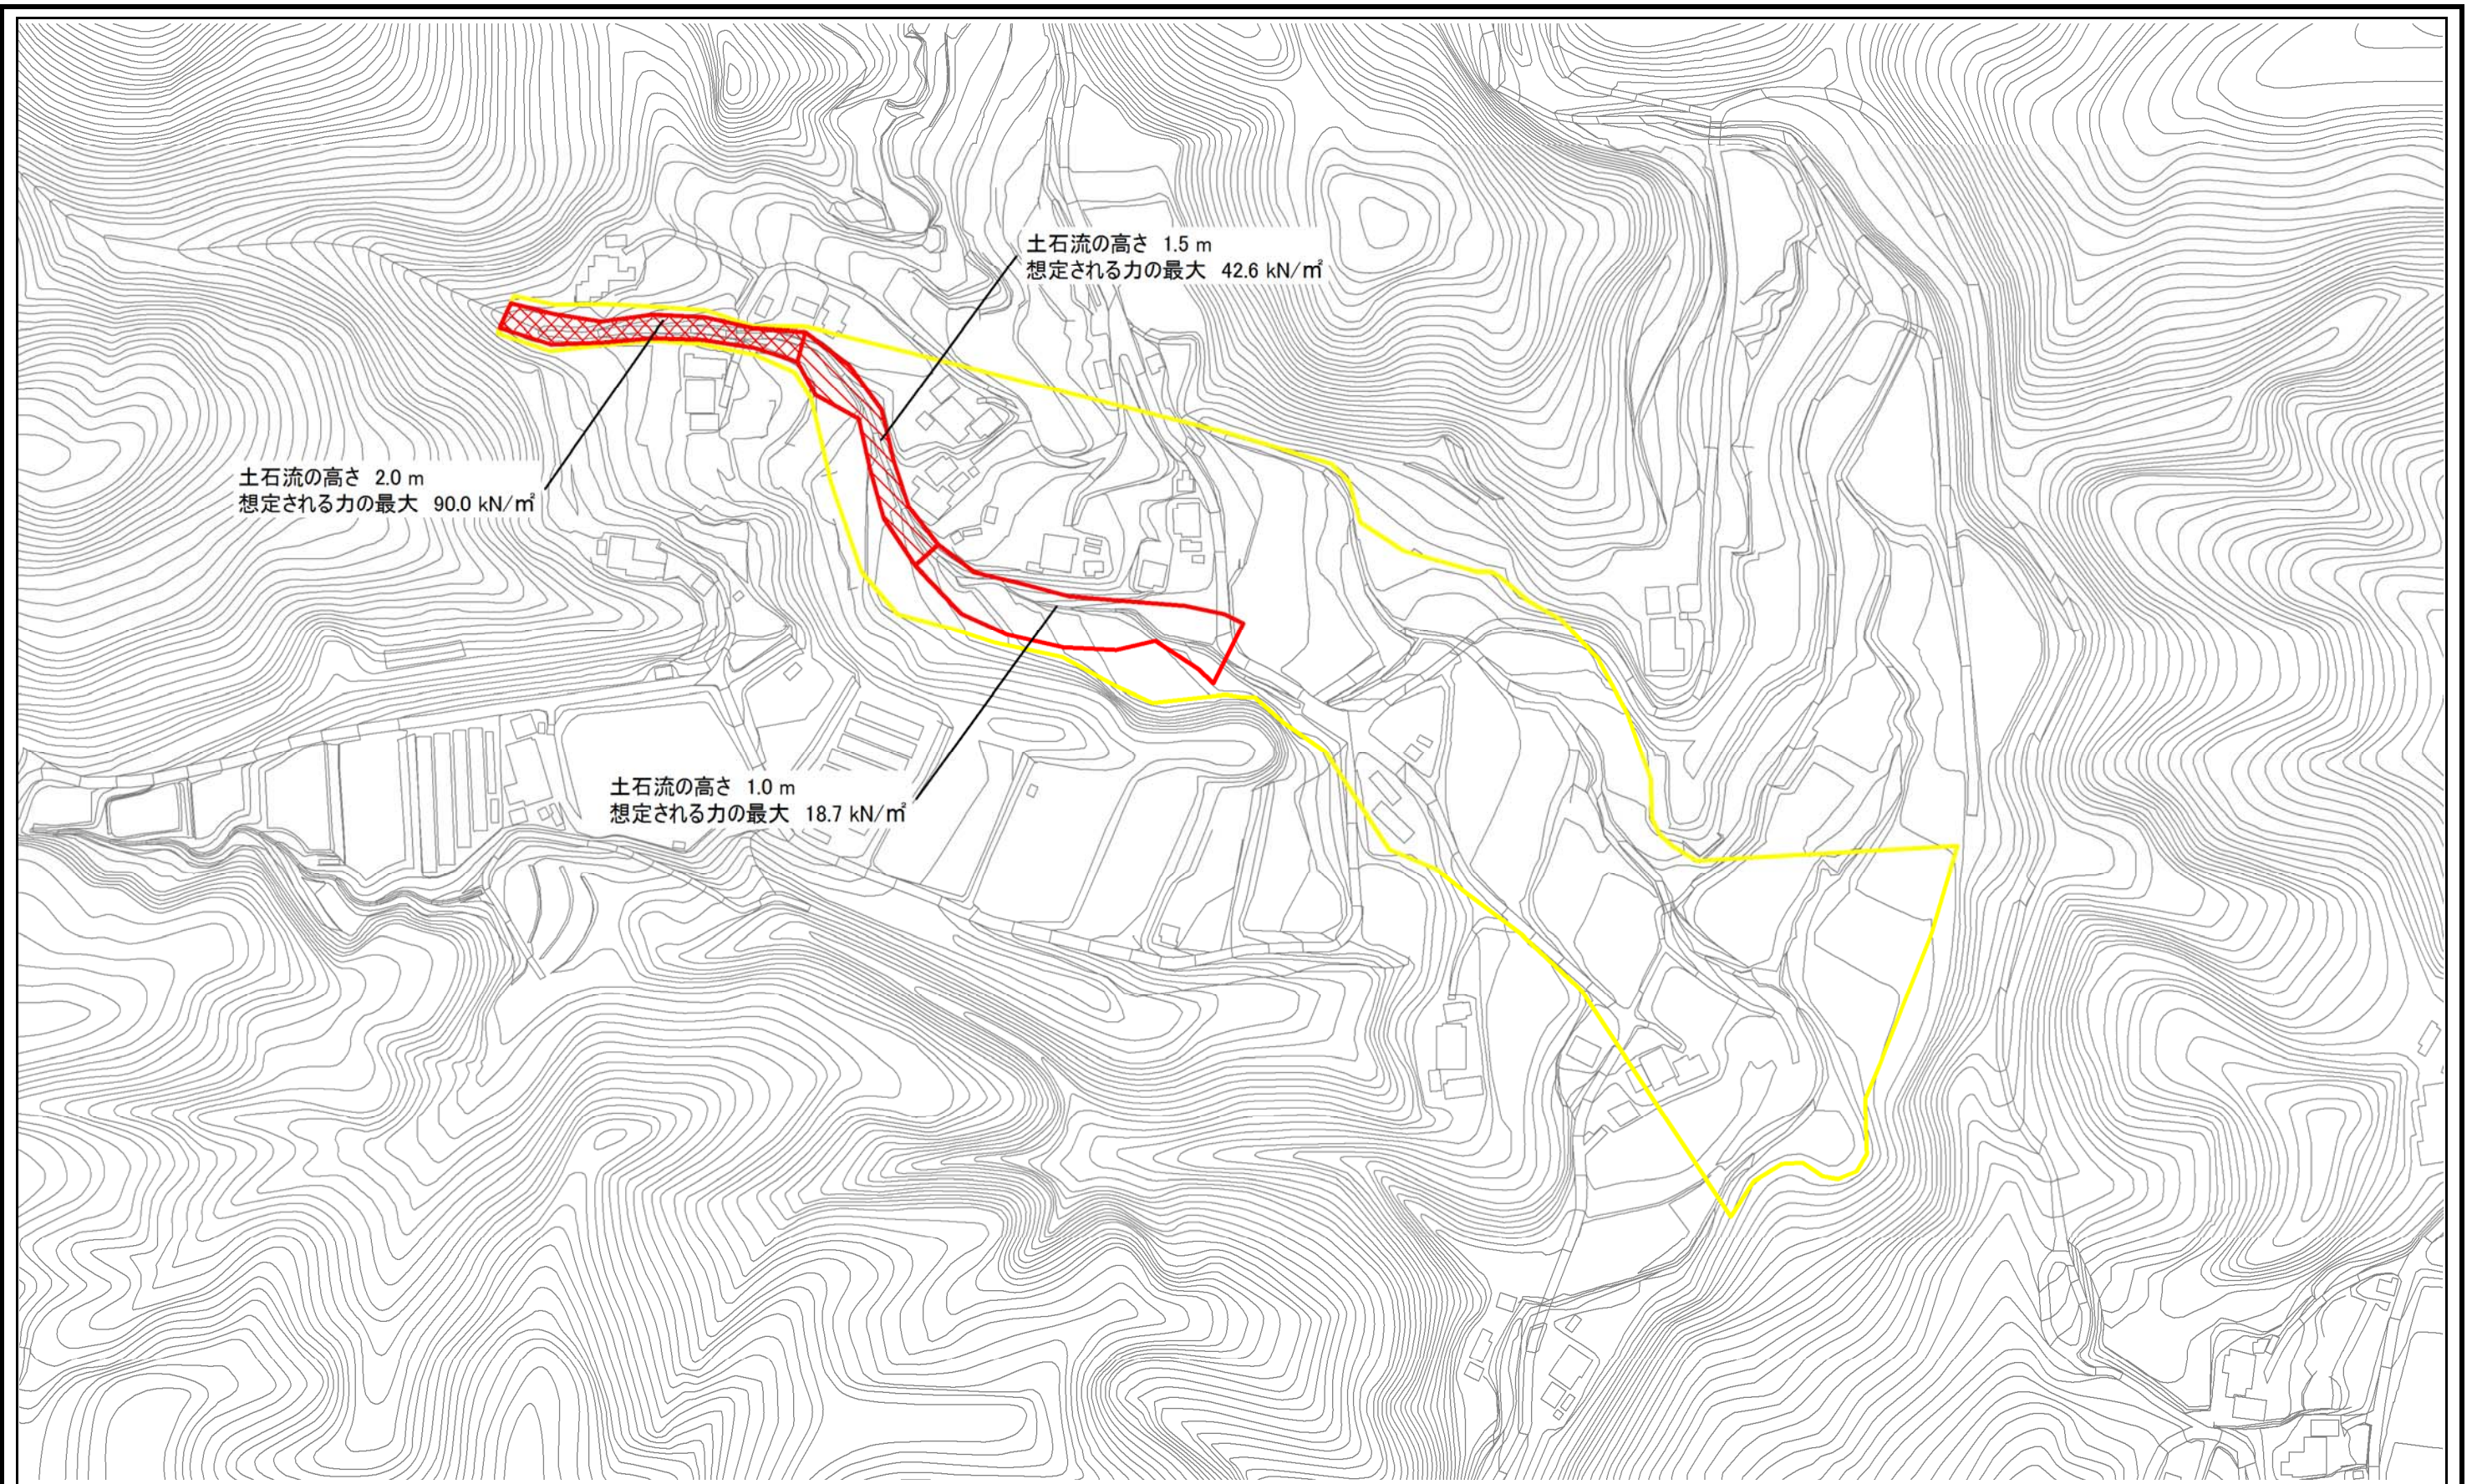 土石流の高さ 1.5 m
想定される力の最大 42.6 kN/㎡
土石流の高さ 2.0 m
想定される力の最大 90.0 kN/㎡
土石流の高さ 1.0 m
想定される力の最大 18.7 kN/㎡